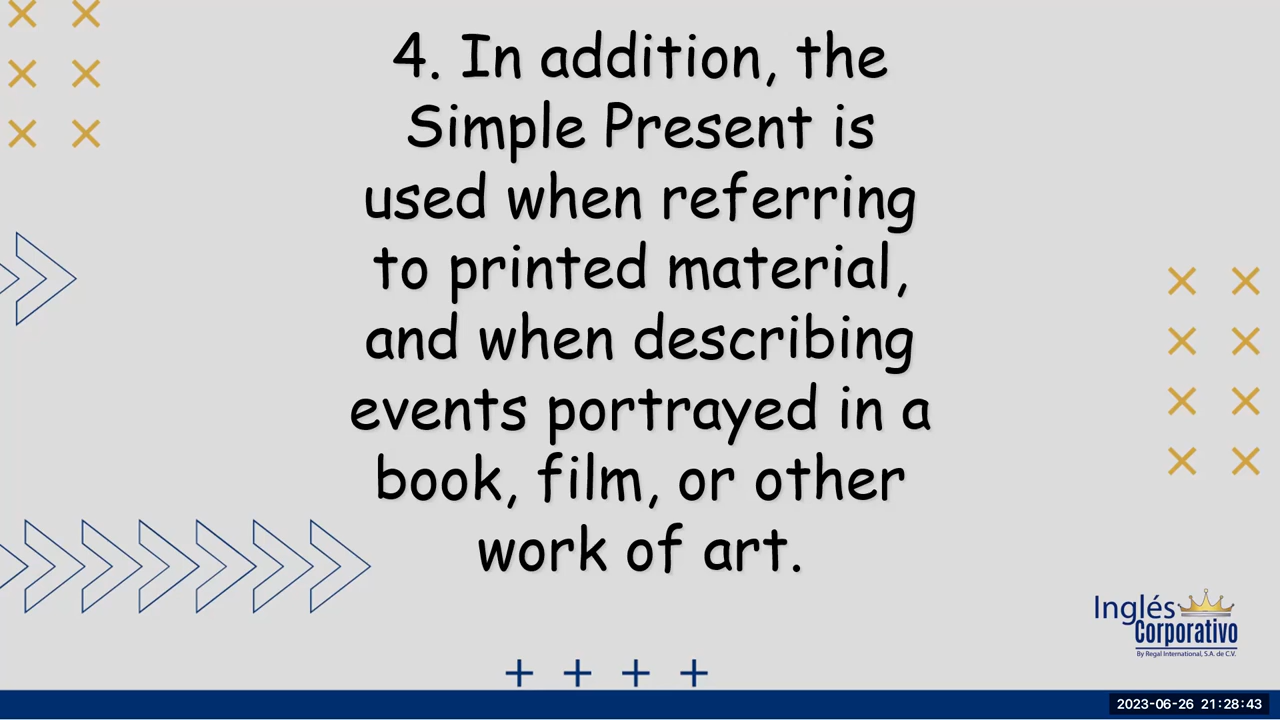 4. In addition, the
Simple Present is
used when referring
to printed material,
and when describing
events portrayed in a
book, film, or other
work of art.
Inglés
Corporativo
By Regal International, S.A. de C.V.
2023-06-26 21:28:43